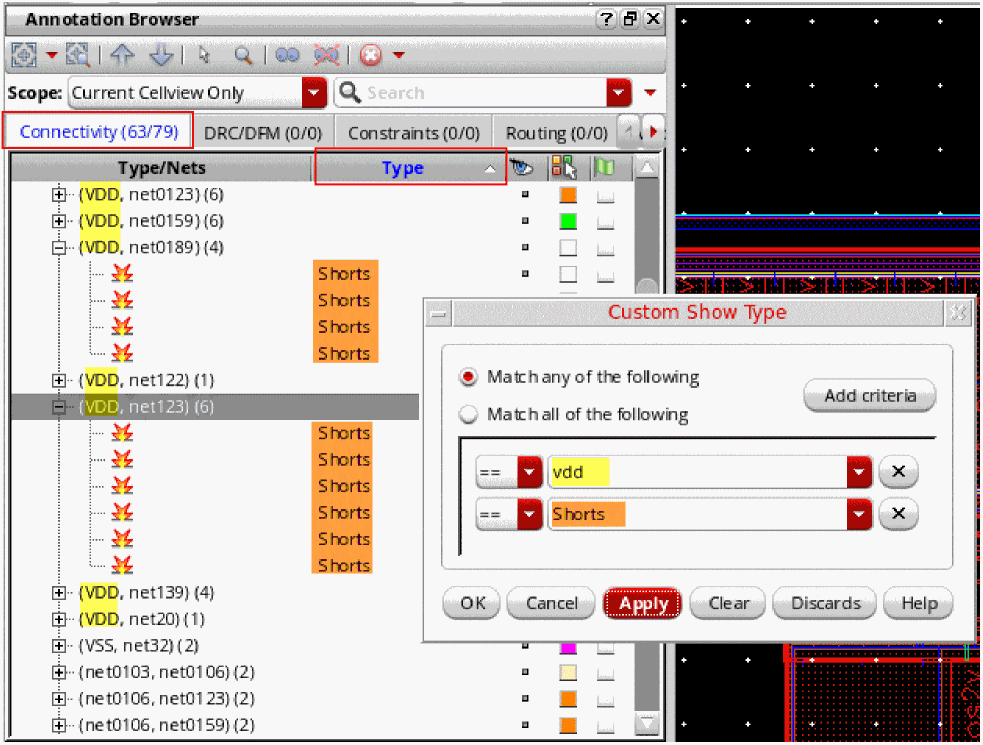 Annotation Browser
Scope: Current Cellview Only Search
Connectivity (63/79) DRC/DFM (0/0) Constraints (0/0) Routing (0/0)
Type/Nets Type
(VDD, net0123) (6)
(VDD, net0159) (6)
(VDD, net0189) (4)
Shorts
Shorts
Shorts
Shorts
(VDD, net122) (1)
(VDD, net123) (6)
Shorts
Shorts
Shorts
Shorts
Shorts
Shorts
(VDD, net139) (4)
(VDD, net20) (1)
(VSS, net32) (2)
(net0103, net0106) (2)
(net0106, net0123) (2)
(net0106, net0159) (2)
Custom Show Type
Match any of the following
Match all of the following
Add criteria
== vdd
== Shorts
OK Cancel Apply Clear Discards Help